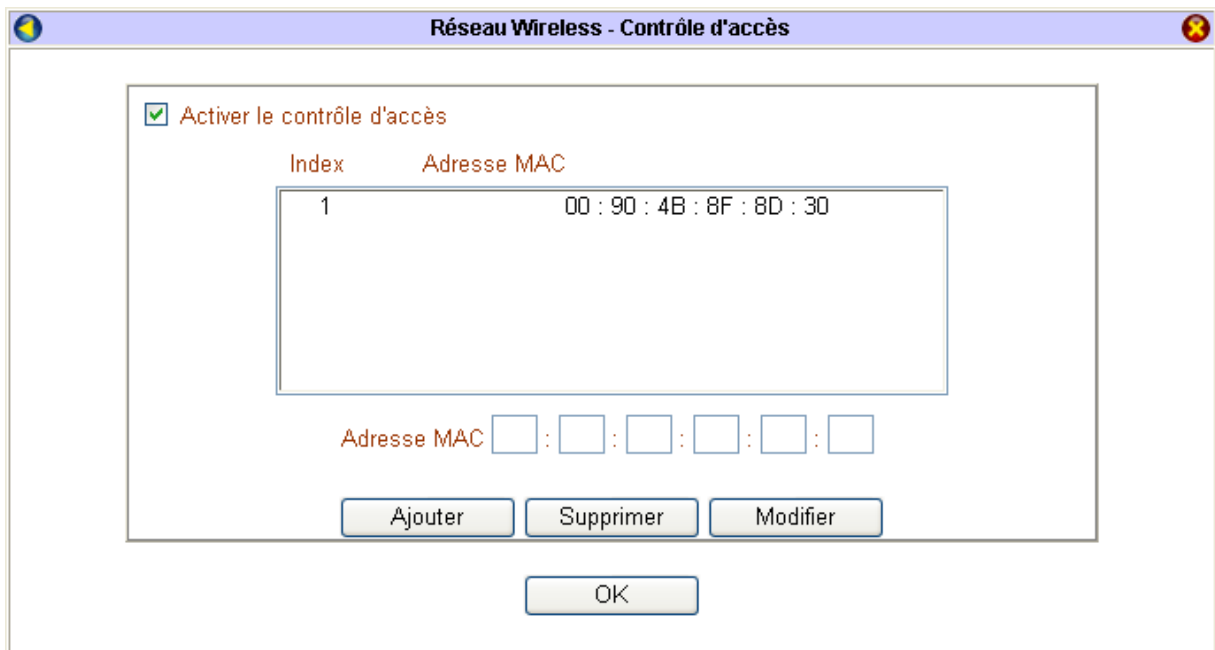 Réseau Wireless - Contrôle d'accès
Activer le contrôle d'accès
Index Adresse MAC
1 00 : 90 : 4B : 8F : 8D : 30
Adresse MAC : : : : :
Ajouter Supprimer Modifier
OK